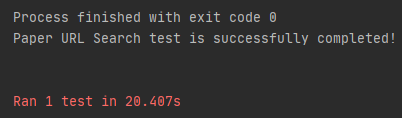 Process finished with exit code 0
Paper URL Search test is successfully completed!
Ran 1 test in 20.407s